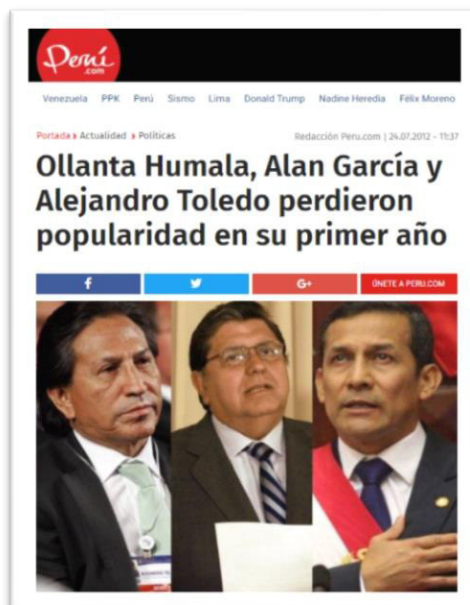 Perú
.com
Venezuela PPK Perú Sismo Lima Donald Trump Nadine Heredia Félix Moreno
Portada Actualidad Políticas
Redacción Peru.com | 24.07.2012 - 11:37
Ollanta Humala, Alan García y
Alejandro Toledo perdieron
popularidad en su primer año
f
G+
ÚNETE A PERU.COM